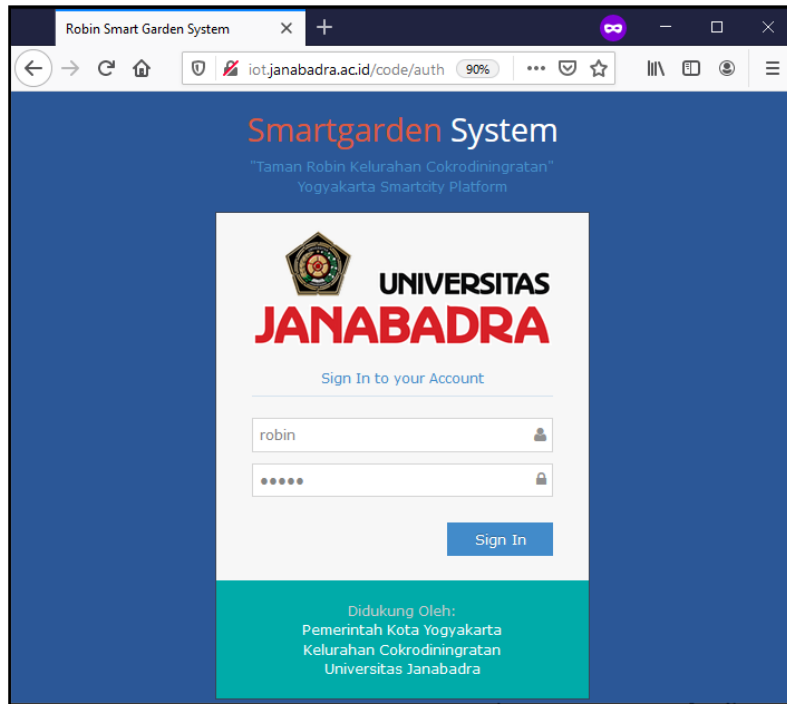 Robin Smart Garden System
iot.janabadra.ac.id/code/auth 90%
Smartgarden System
"Taman Robin Kelurahan Cokrodiningratan"
Yogyakarta Smartcity Platform
UNIVERSITAS
JANABADRA
Sign In to your Account
robin
•••••
Sign In
Didukung Oleh:
Pemerintah Kota Yogyakarta
Kelurahan Cokrodiningratan
Universitas Janabadra